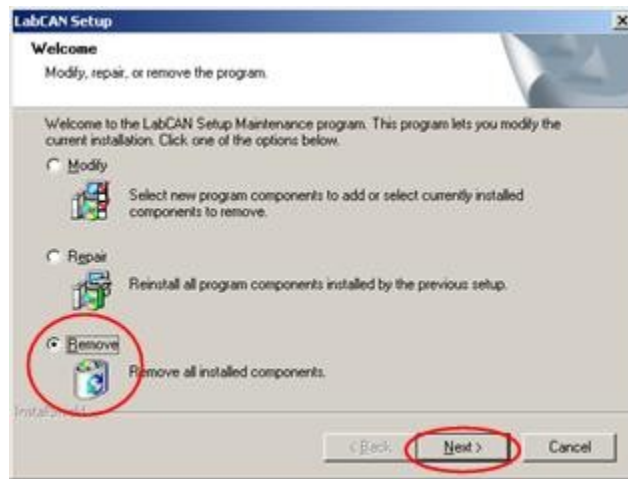 LabCAN Setup
Welcome
Modify, repair, or remove the program.
Welcome to the LabCAN Setup Maintenance program. This program lets you modify the
current installation. Click one of the options below.
Modify
Select new program components to add or select currently installed
components to remove.
Repair
Reinstall all program components installed by the previous setup.
Remove
Remove all installed components.
InstallShield
< Back
Next >
Cancel